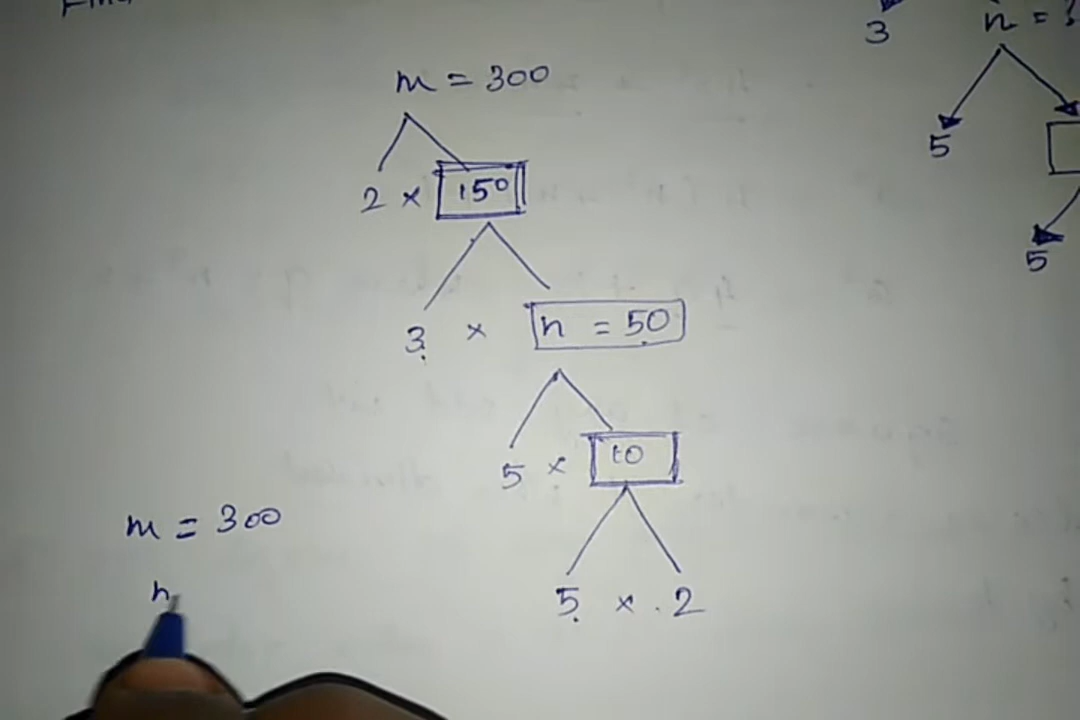 3 n = ?
m = 300
5
2 × 150
5
3 × n = 50
5 × 10
m = 300
n
5 × 2